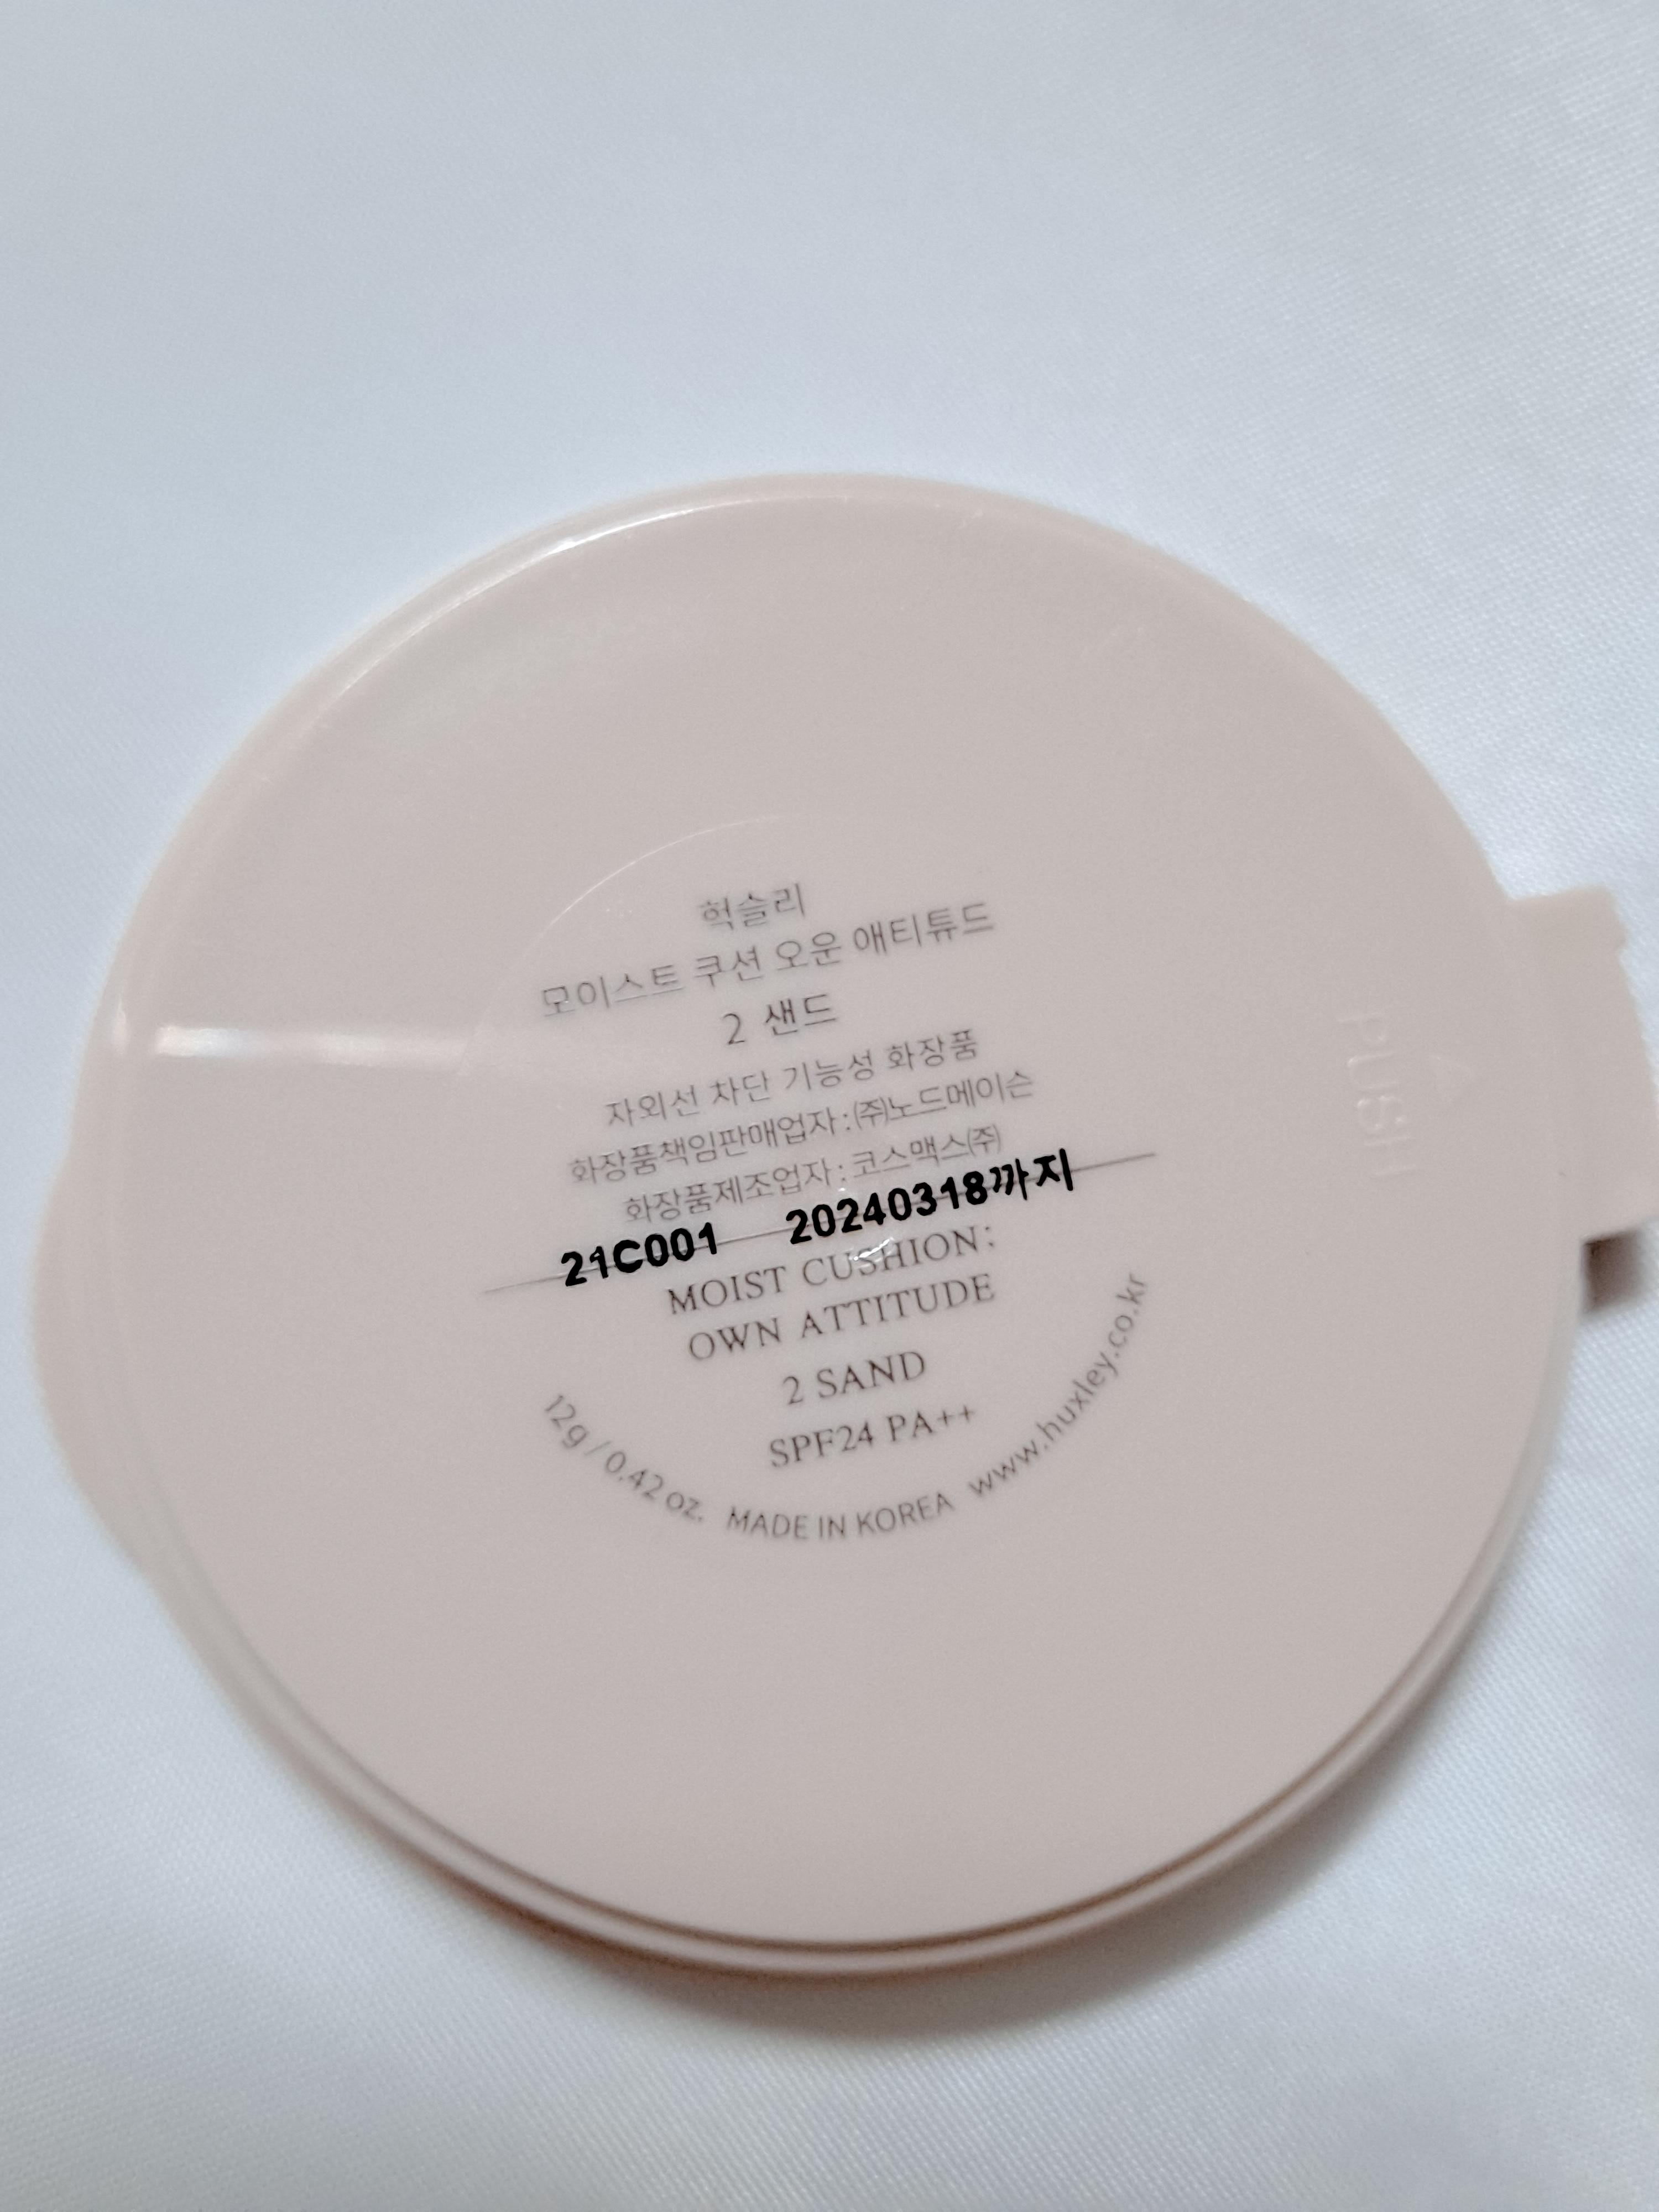 헉슬리
모이스트 쿠션 오운 애티튜드
2 샌드
자외선 차단 기능성 화장품
화장품책임판매업자 : ㈜노드메이슨
화장품제조업자 : 코스맥스㈜
21C001 20240318까지
MOIST CUSHION:
OWN ATTITUDE
2 SAND
SPF24 PA++
12g / 0.42 oz. MADE IN KOREA www.huxley.co.kr
PUSH